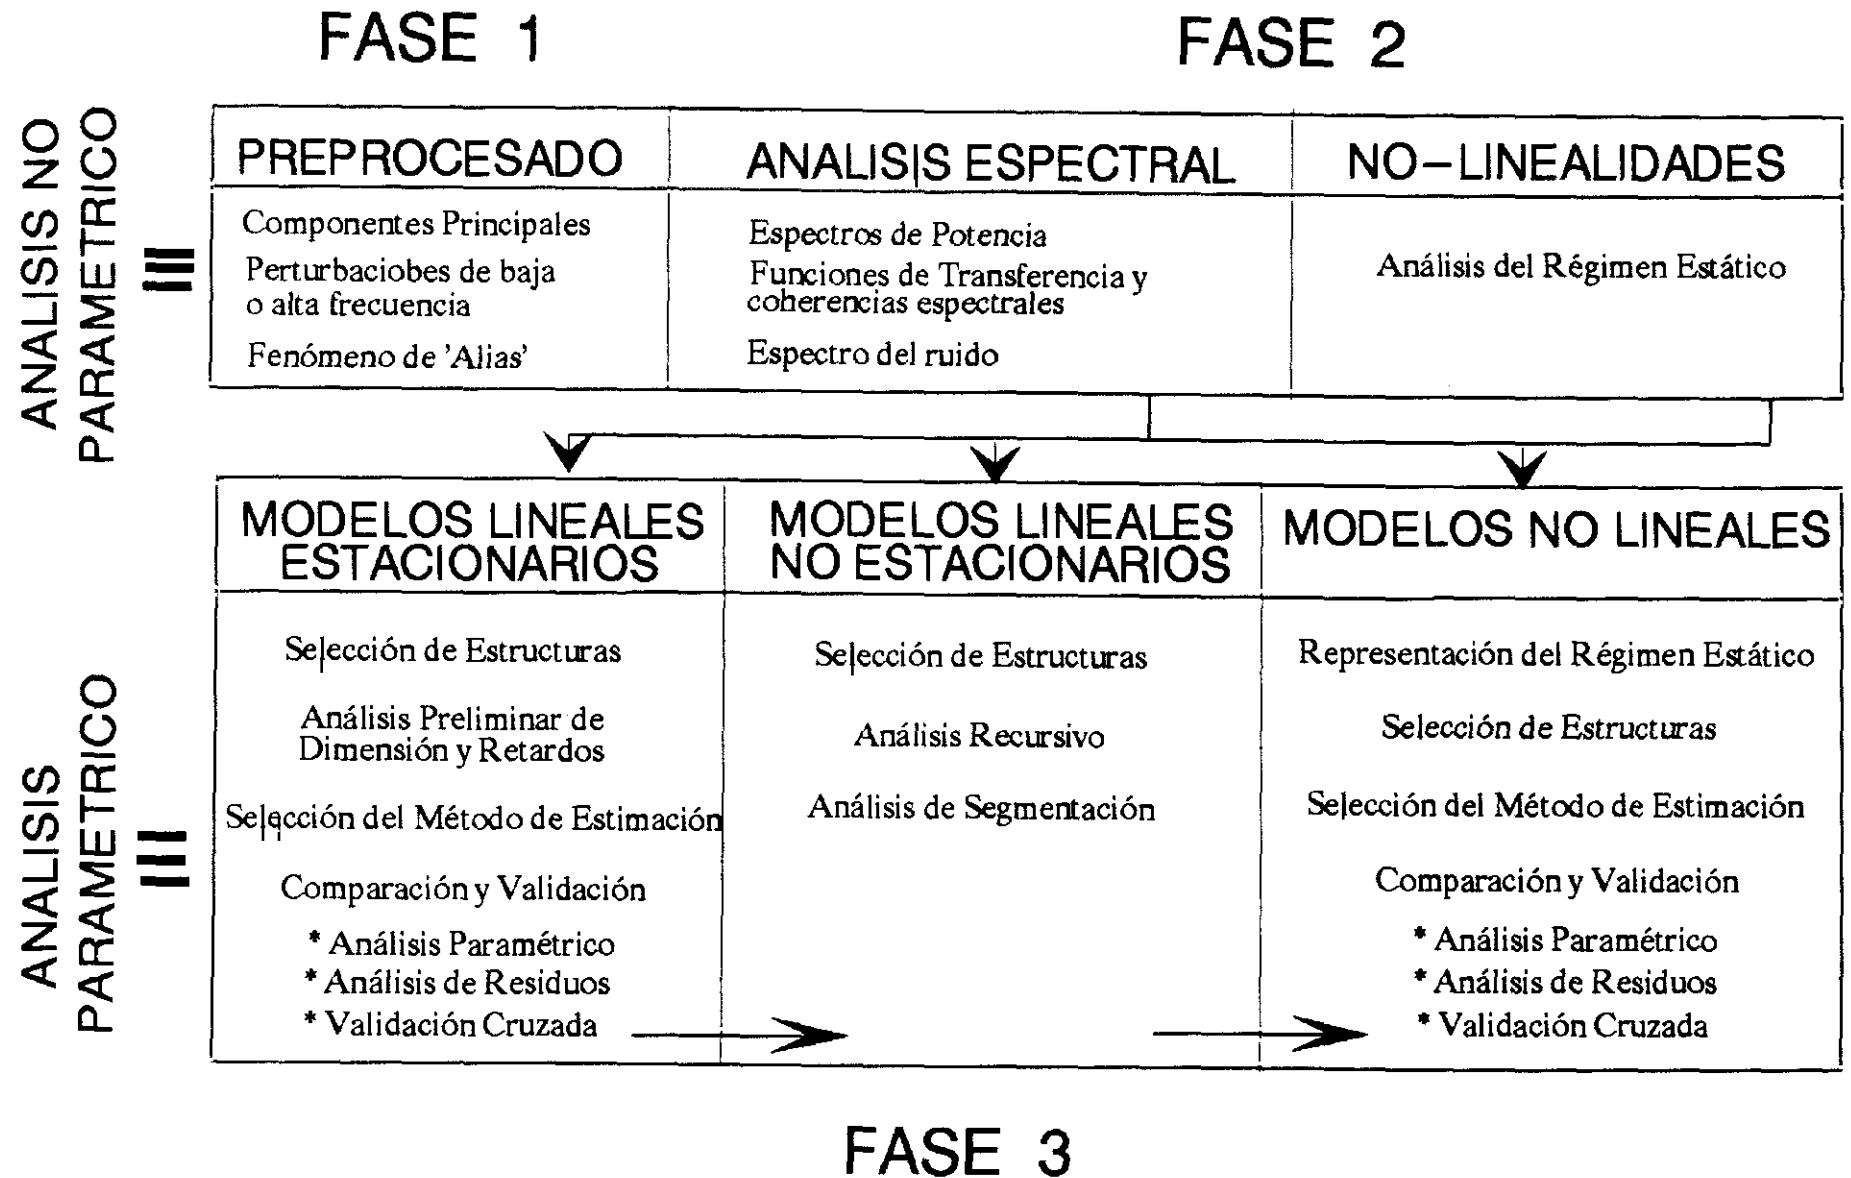 FASE 1
FASE 2
ANALISIS NO
PARAMETRICO
PREPROCESADO
Componentes Principales
Perturbaciobes de baja
o alta frecuencia
Fenómeno de 'Alias'
ANALISIS ESPECTRAL
Espectros de Potencia
Funciones de Transferencia y
coherencias espectrales
Espectro del ruido
NO-LINEALIDADES
Análisis del Régimen Estático
ANALISIS
PARAMETRICO
MODELOS LINEALES
ESTACIONARIOS
Selección de Estructuras
Análisis Preliminar de
Dimensión y Retardos
Selección del Método de Estimación
Comparación y Validación
* Análisis Paramétrico
* Análisis de Residuos
* Validación Cruzada
MODELOS LINEALES
NO ESTACIONARIOS
Selección de Estructuras
Análisis Recursivo
Análisis de Segmentación
MODELOS NO LINEALES
Representación del Régimen Estático
Selección de Estructuras
Selección del Método de Estimación
Comparación y Validación
* Análisis Paramétrico
* Análisis de Residuos
* Validación Cruzada
FASE 3